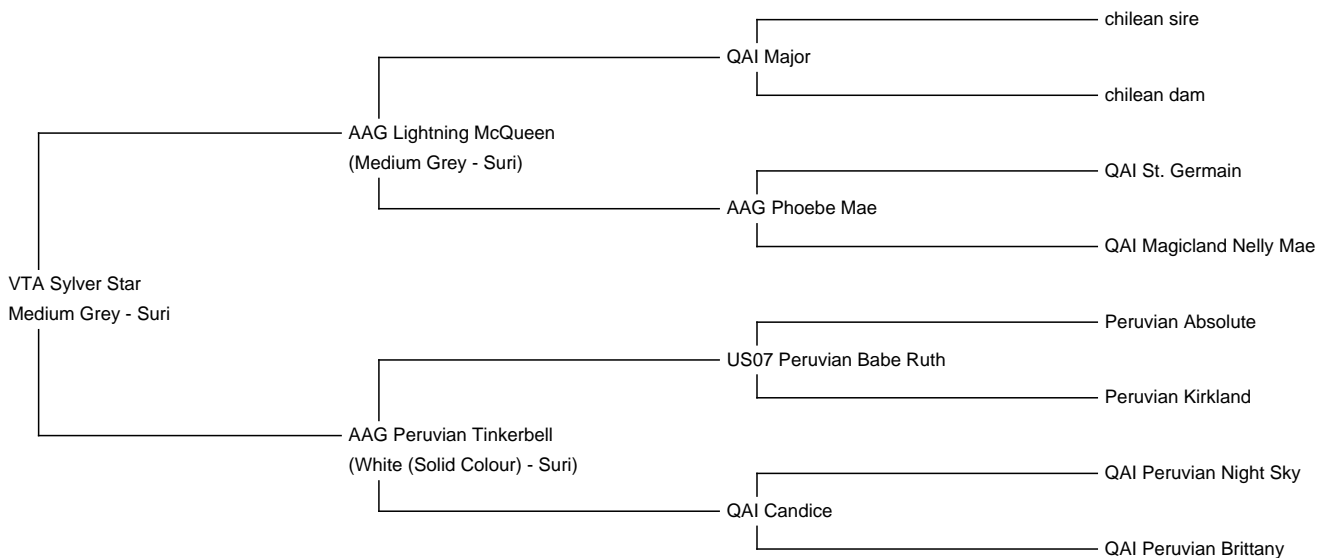 chilean sire
QAI Major
chilean dam
AAG Lightning McQueen
(Medium Grey - Suri)
QAI St. Germain
AAG Phoebe Mae
QAI Magicland Nelly Mae
VTA Sylver Star
Medium Grey - Suri
Peruvian Absolute
US07 Peruvian Babe Ruth
Peruvian Kirkland
AAG Peruvian Tinkerbell
(White (Solid Colour) - Suri)
QAI Peruvian Night Sky
QAI Candice
QAI Peruvian Brittany